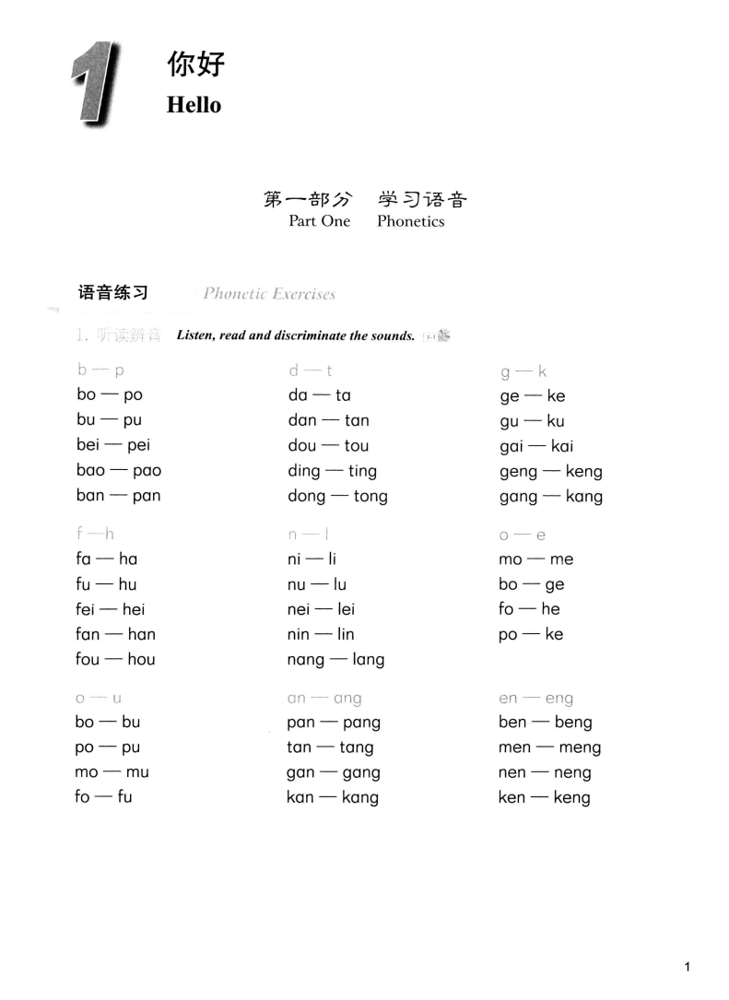 1
你好
Hello
第一部分 学习语音
Part One Phonetics
语音练习 Phonetic Exercises
1. 听读辨音 Listen, read and discriminate the sounds. 1-1
b — p
bo — po
bu — pu
bei — pei
bao — pao
ban — pan
d — t
da — ta
dan — tan
dou — tou
ding — ting
dong — tong
g — k
ge — ke
gu — ku
gai — kai
geng — keng
gang — kang
f — h
fa — ha
fu — hu
fei — hei
fan — han
fou — hou
n — l
ni — li
nu — lu
nei — lei
nin — lin
nang — lang
o — e
mo — me
bo — ge
fo — he
po — ke
o — u
bo — bu
po — pu
mo — mu
fo — fu
an — ang
pan — pang
tan — tang
gan — gang
kan — kang
en — eng
ben — beng
men — meng
nen — neng
ken — keng
1